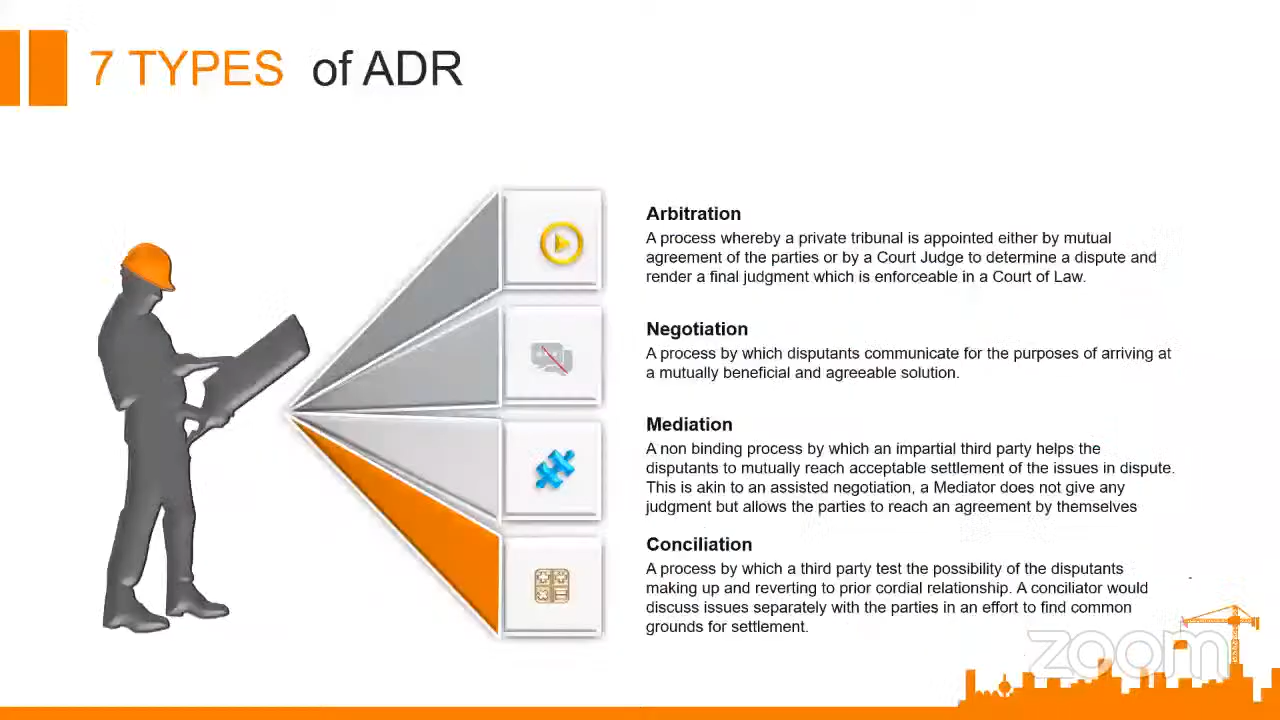 7 TYPES of ADR
Arbitration
A process whereby a private tribunal is appointed either by mutual
agreement of the parties or by a Court Judge to determine a dispute and
render a final judgment which is enforceable in a Court of Law.
Negotiation
A process by which disputants communicate for the purposes of arriving at
a mutually beneficial and agreeable solution.
Mediation
A non binding process by which an impartial third party helps the
disputants to mutually reach acceptable settlement of the issues in dispute.
This is akin to an assisted negotiation, a Mediator does not give any
judgment but allows the parties to reach an agreement by themselves
Conciliation
A process by which a third party test the possibility of the disputants
making up and reverting to prior cordial relationship. A conciliator would
discuss issues separately with the parties in an effort to find common
grounds for settlement.
zoom